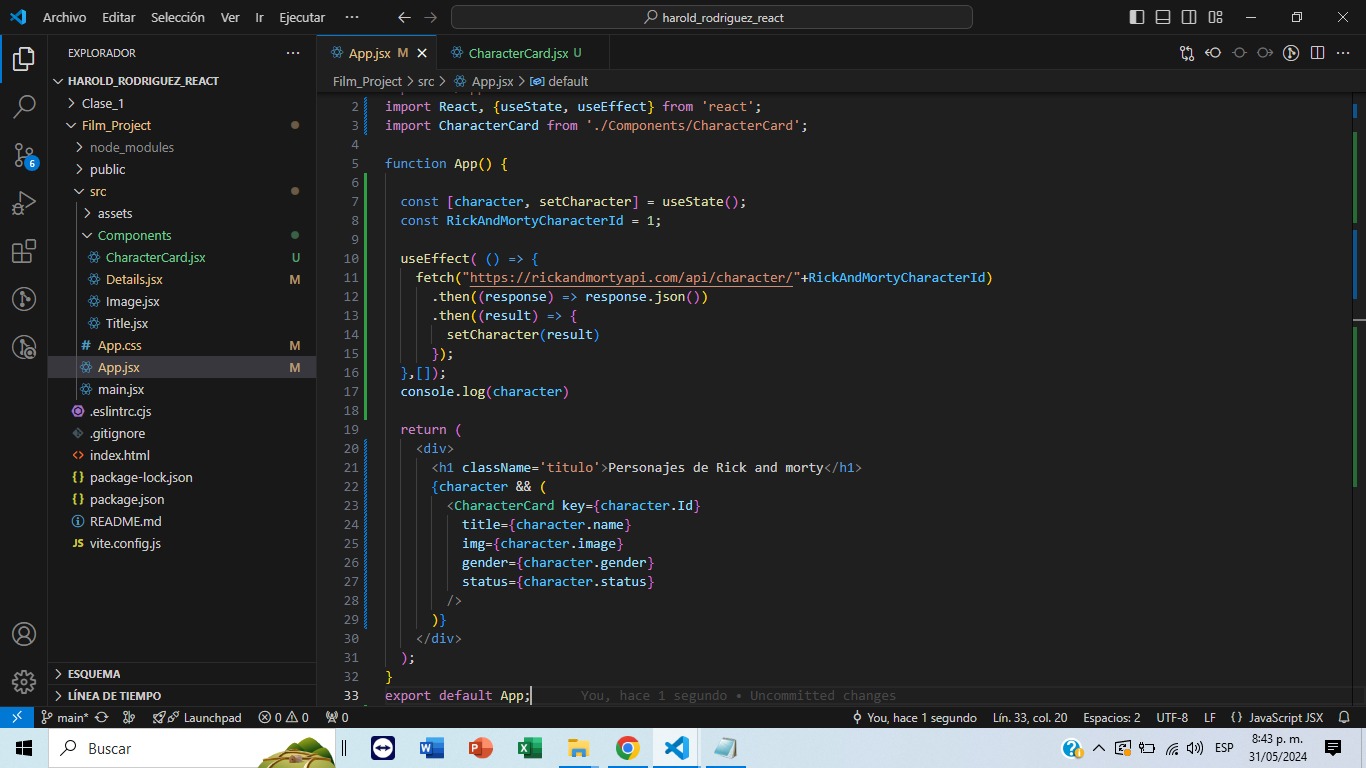 Archivo Editar Selección Ver Ir Ejecutar ··· harold_rodriguez_react
EXPLORADOR ···
HAROLD_RODRIGUEZ_REACT
Clase_1
Film_Project
node_modules
public
src
assets
Components
CharacterCard.jsx U
Details.jsx M
Image.jsx
Title.jsx
# App.css M
App.jsx M
main.jsx
.eslintrc.cjs
.gitignore
<> index.html
{} package-lock.json
{} package.json
README.md
JS vite.config.js
ESQUEMA
LÍNEA DE TIEMPO
6
App.jsx M CharacterCard.jsx U
Film_Project > src > App.jsx > default
2 import React, {useState, useEffect} from 'react';
3 import CharacterCard from './Components/CharacterCard';
4
5 function App() {
6
7 const [character, setCharacter] = useState();
8 const RickAndMortyCharacterId = 1;
9
10 useEffect( () => {
11 fetch("https://rickandmortyapi.com/api/character/"+RickAndMortyCharacterId)
12 .then((response) => response.json())
13 .then((result) => {
14 setCharacter(result)
15 });
16 },[]);
17 console.log(character)
18
19 return (
20 <div>
21 <h1 className='titulo'>Personajes de Rick and morty</h1>
22 {character && (
23 <CharacterCard key={character.Id}
24 title={character.name}
25 img={character.image}
26 gender={character.gender}
27 status={character.status}
28 />
29 )}
30 </div>
31 );
32 }
33 export default App; You, hace 1 segundo • Uncommitted changes
main* Launchpad 0 0 0 You, hace 1 segundo Lín. 33, col. 20 Espacios: 2 UTF-8 LF {} JavaScript JSX
Buscar ESP 8:43 p. m.
31/05/2024